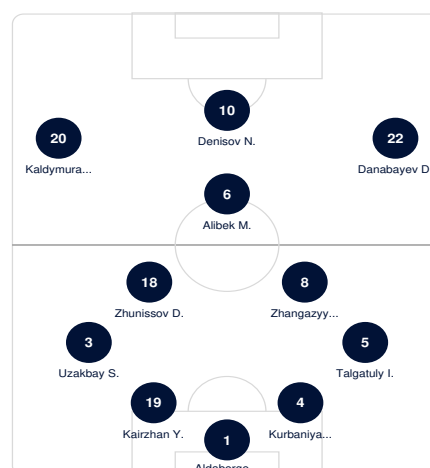 10
Denisov N.
20
Kaldymura...
22
Danabayev D
6
Alibek M.
18
Zhunissov D.
8
Zhangazyy...
3
Uzakbay S.
5
Talgatuly I.
19
Kairzhan Y.
4
Kurbaniya...
1